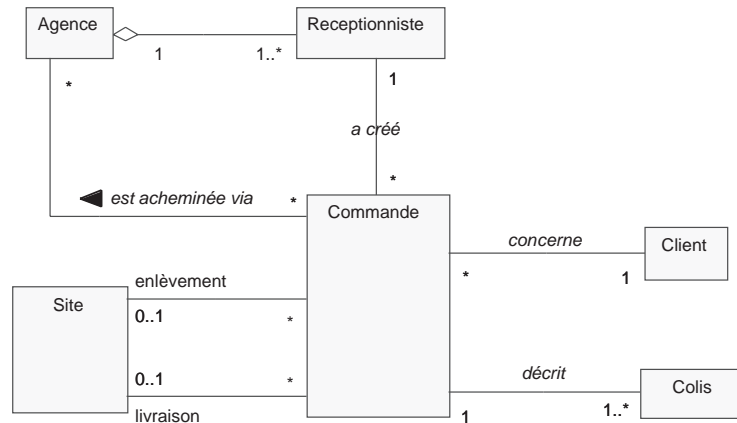 Agence
Receptionniste
1
1..*
*
1
a créé
*
est acheminée via
*
Commande
concerne
Client
*
1
enlèvement
Site
0..1
*
0..1
*
livraison
décrit
Colis
1
1..*